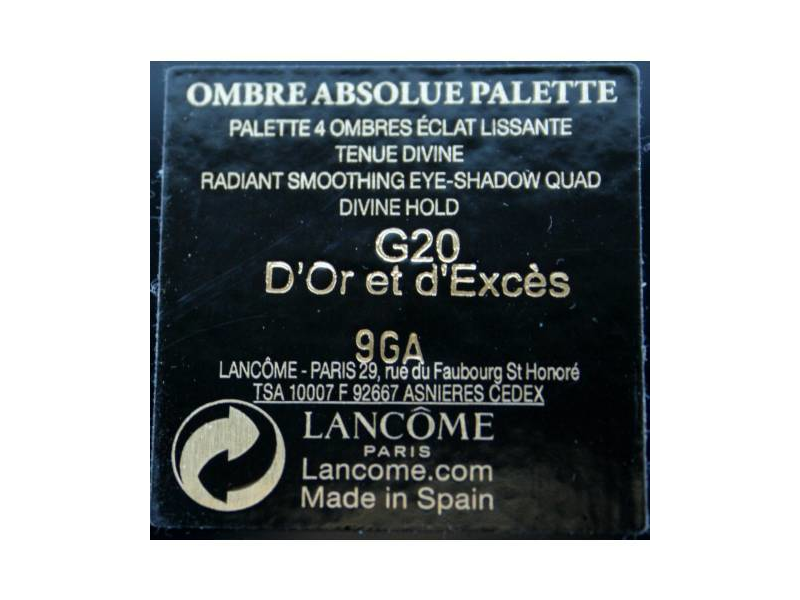 OMBRE ABSOLUE PALETTE
PALETTE 4 OMBRES ÉCLAT LISSANTE
TENUE DIVINE
RADIANT SMOOTHING EYE-SHADOW QUAD
DIVINE HOLD
G20
D'Or et d'Excès
9GA
LANCÔME - PARIS 29, rue du Faubourg St Honoré
TSA 10007 F 92667 ASNIERES CEDEX
LANCÔME
PARIS
Lancome.com
Made in Spain